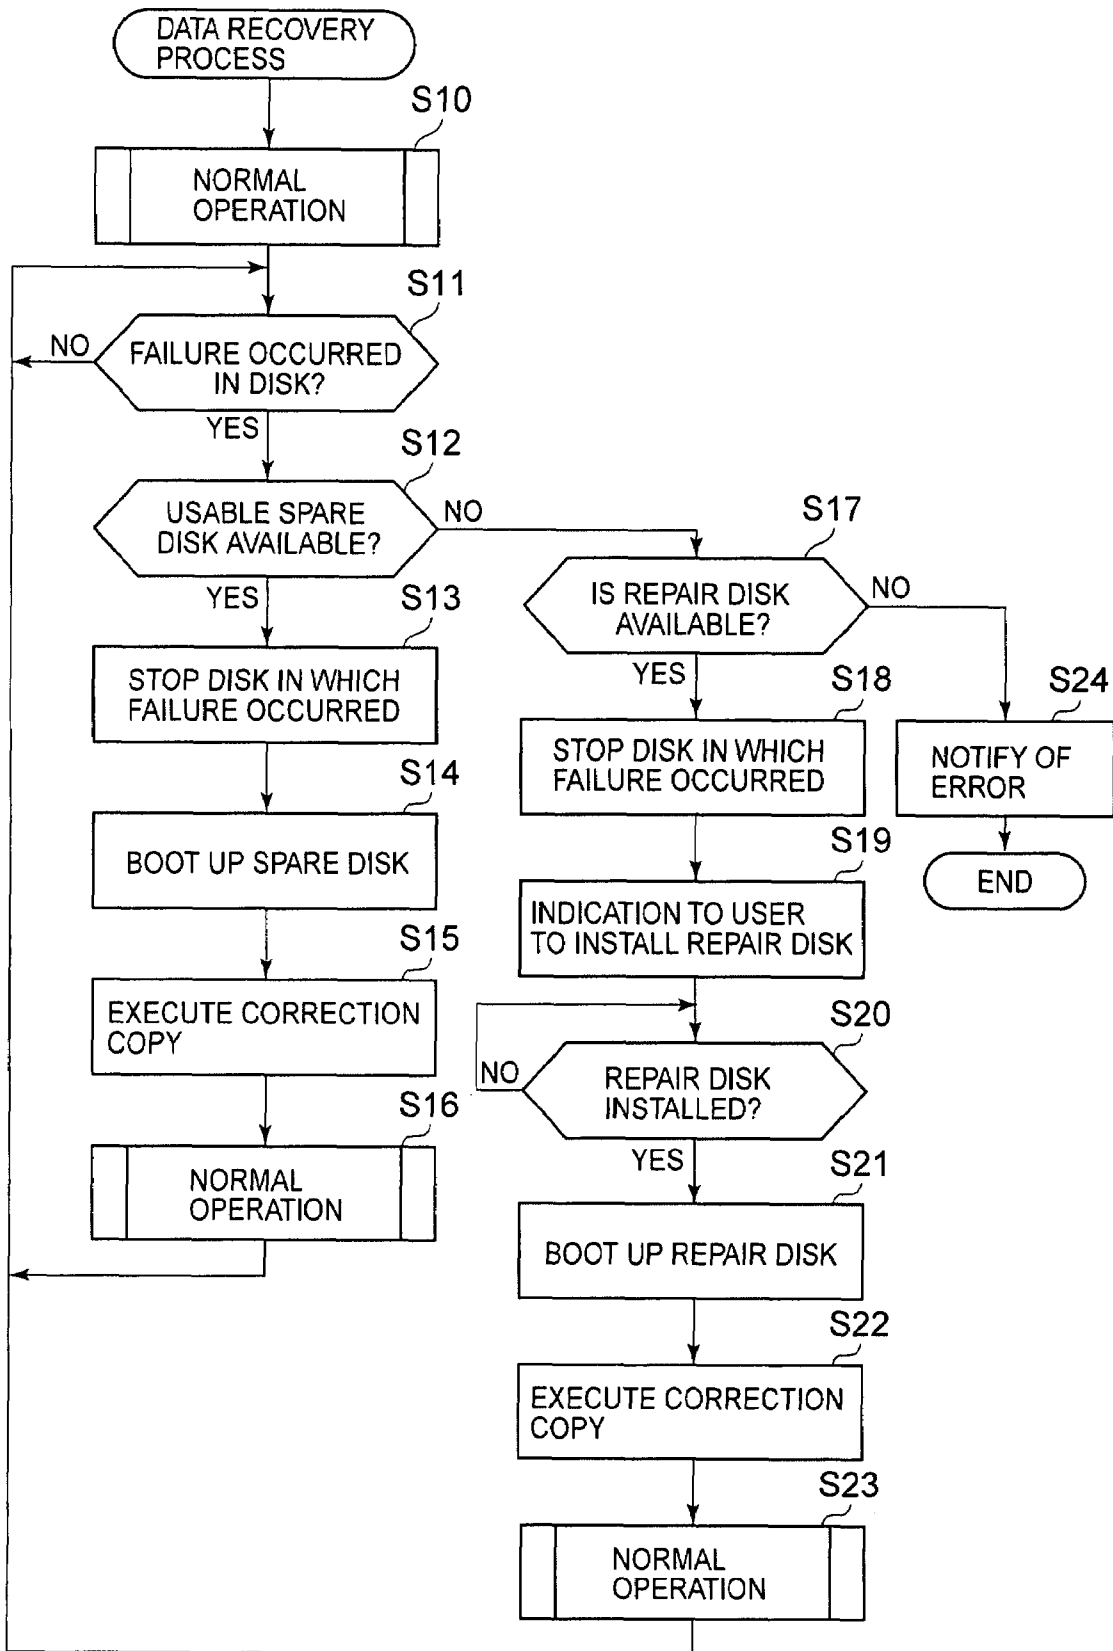 DATA RECOVERY
PROCESS
S10
NORMAL
OPERATION
S11
FAILURE OCCURRED
IN DISK?
NO
YES
S12
USABLE SPARE
DISK AVAILABLE?
NO
YES
S13
STOP DISK IN WHICH
FAILURE OCCURRED
S14
BOOT UP SPARE DISK
S15
EXECUTE CORRECTION
COPY
S16
NORMAL
OPERATION
S17
IS REPAIR DISK
AVAILABLE?
NO
YES
S18
STOP DISK IN WHICH
FAILURE OCCURRED
S19
INDICATION TO USER
TO INSTALL REPAIR DISK
S20
REPAIR DISK
INSTALLED?
NO
YES
S21
BOOT UP REPAIR DISK
S22
EXECUTE CORRECTION
COPY
S23
NORMAL
OPERATION
S24
NOTIFY OF
ERROR
END